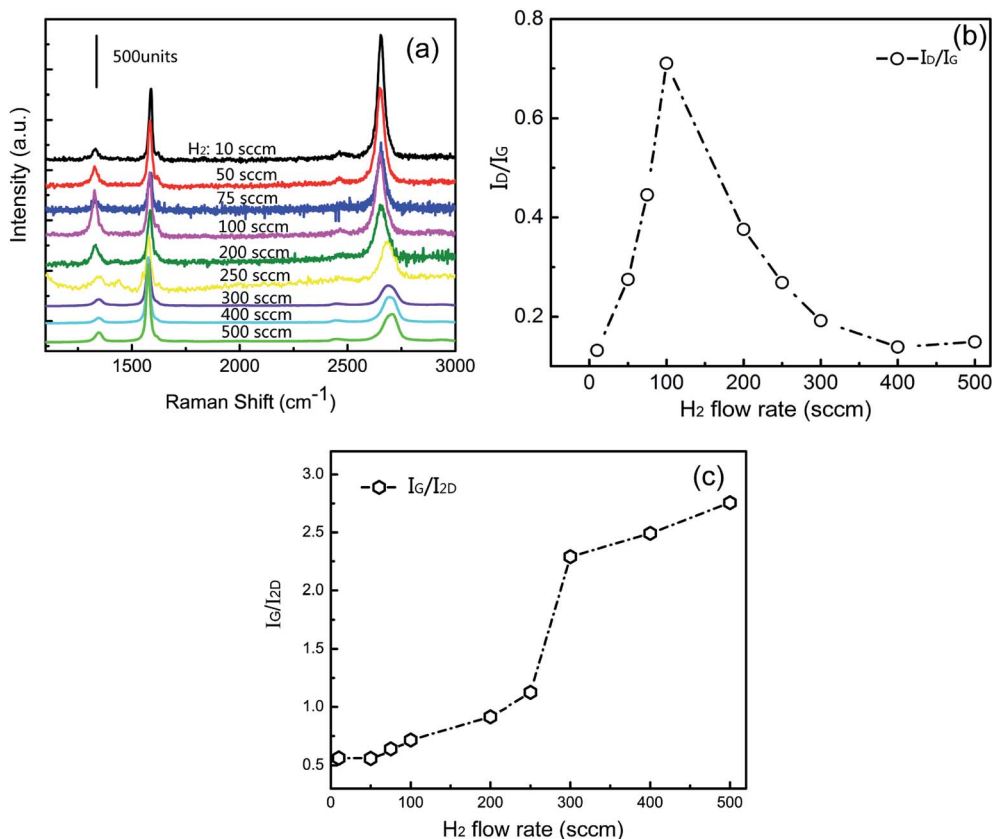 (a)
500units
H2: 10 sccm
50 sccm
75 sccm
100 sccm
200 sccm
250 sccm
300 sccm
400 sccm
500 sccm
Intensity (a.u.)
1500 2000 2500 3000
Raman Shift (cm-1)
(b)
ID/IG
ID/IG
0.8
0.6
0.4
0.2
0 100 200 300 400 500
H2 flow rate (sccm)
(c)
IG/I2D
IG/I2D
3.0
2.5
2.0
1.5
1.0
0.5
0 100 200 300 400 500
H2 flow rate (sccm)